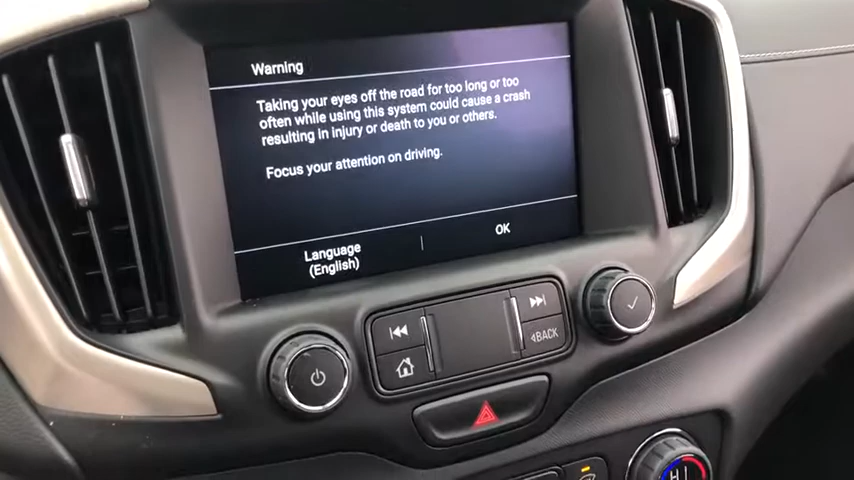 Warning
Taking your eyes off the road for too long or too
often while using this system could cause a crash
resulting in injury or death to you or others.
Focus your attention on driving.
Language
(English)
OK
BACK
HI